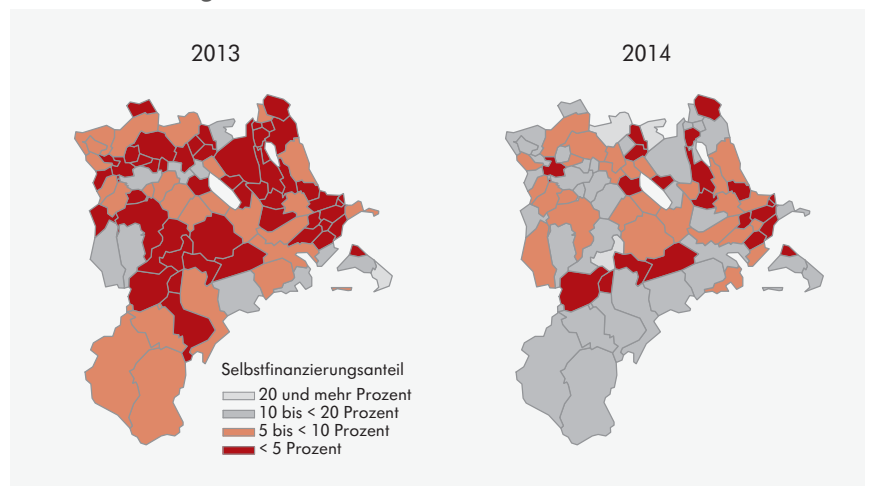 2013
2014
Selbstfinanzierungsanteil
20 und mehr Prozent
10 bis < 20 Prozent
5 bis < 10 Prozent
< 5 Prozent